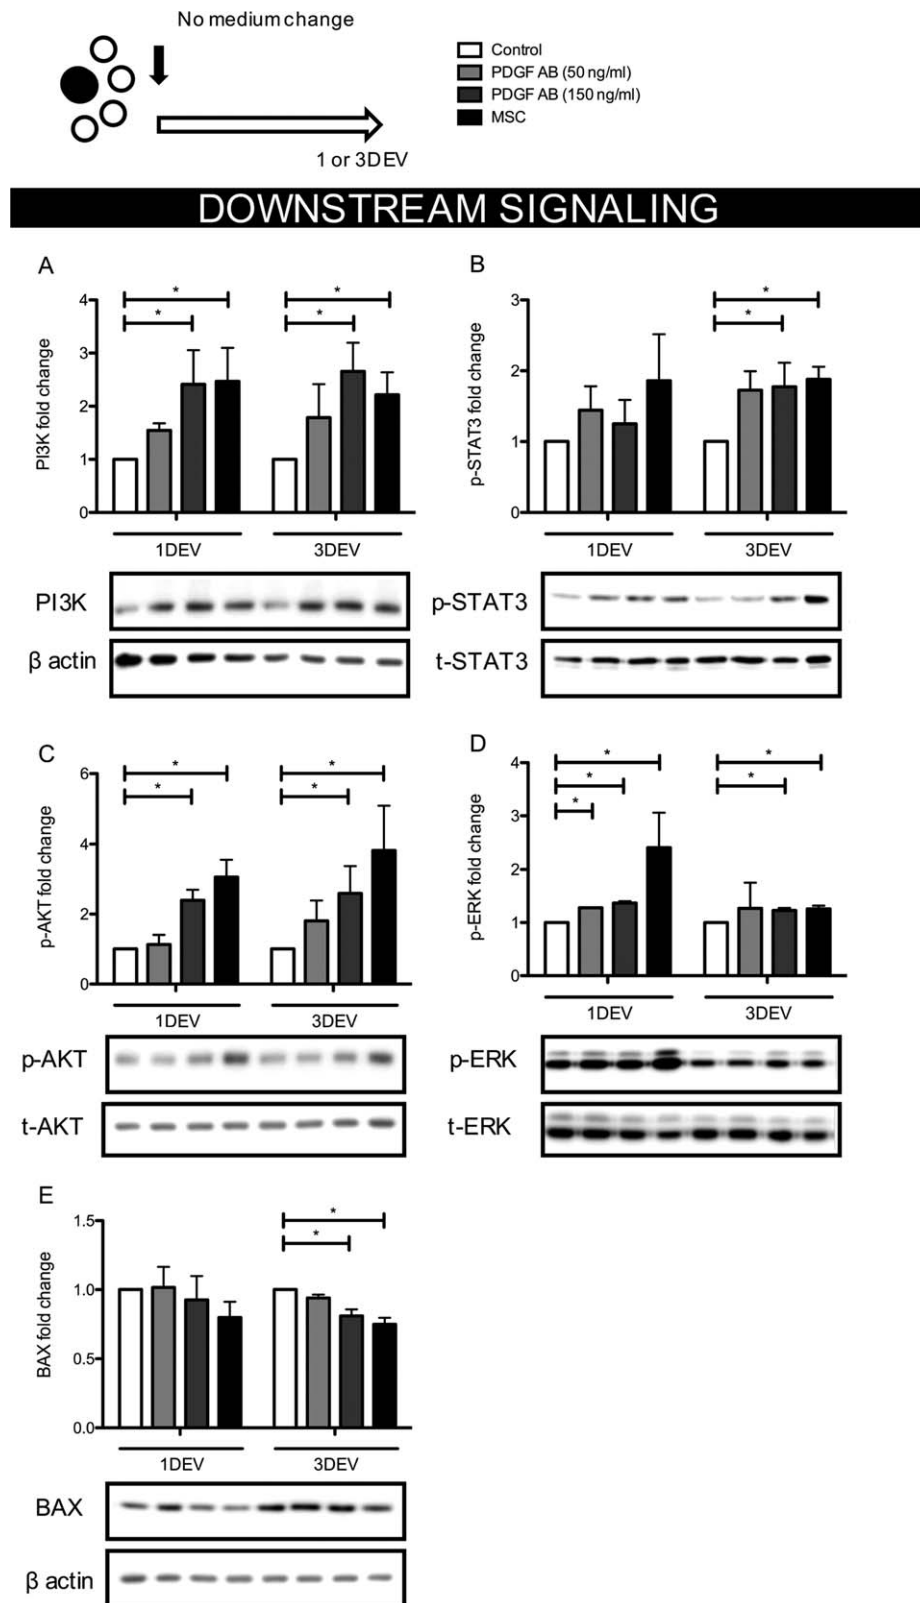 No medium change
1 or 3DEV
Control
PDGF AB (50 ng/ml)
PDGF AB (150 ng/ml)
MSC
DOWNSTREAM SIGNALING
A
PI3K fold change
4
3
2
1
0
* * * *
1DEV 3DEV
PI3K
β actin
B
p-STAT3 fold change
3
2
1
0
* *
1DEV 3DEV
p-STAT3
t-STAT3
C
p-AKT fold change
6
4
2
0
* * * *
1DEV 3DEV
p-AKT
t-AKT
D
p-ERK fold change
4
3
2
1
0
* * * * *
1DEV 3DEV
p-ERK
t-ERK
E
BAX fold change
1.5
1.0
0.5
0.0
* *
1DEV 3DEV
BAX
β actin